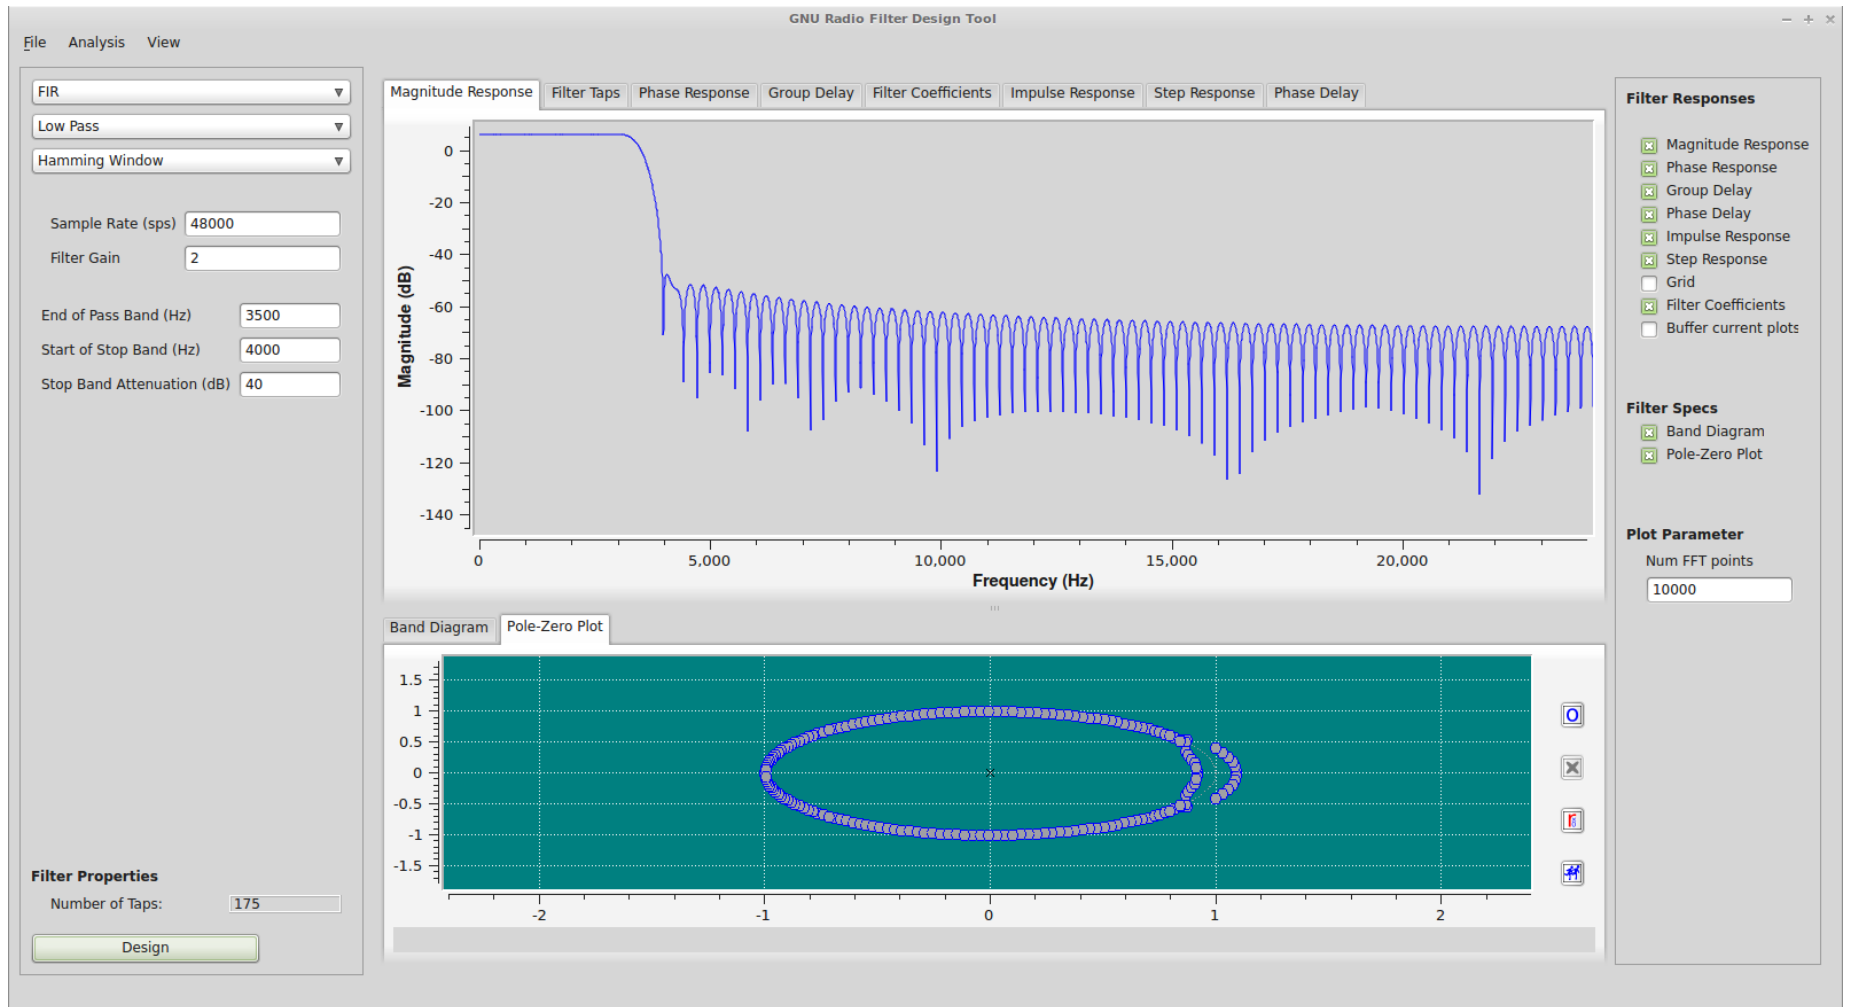 GNU Radio Filter Design Tool
File Analysis View
FIR
Low Pass
Hamming Window
Sample Rate (sps) 48000
Filter Gain 2
End of Pass Band (Hz) 3500
Start of Stop Band (Hz) 4000
Stop Band Attenuation (dB) 40
Filter Properties
Number of Taps: 175
Design
Magnitude Response Filter Taps Phase Response Group Delay Filter Coefficients Impulse Response Step Response Phase Delay
Magnitude (dB)
0
-20
-40
-60
-80
-100
-120
-140
0 5,000 10,000 15,000 20,000
Frequency (Hz)
Band Diagram Pole-Zero Plot
1.5
1
0.5
0
-0.5
-1
-1.5
-2 -1 0 1 2
Filter Responses
Magnitude Response
Phase Response
Group Delay
Phase Delay
Impulse Response
Step Response
Grid
Filter Coefficients
Buffer current plots
Filter Specs
Band Diagram
Pole-Zero Plot
Plot Parameter
Num FFT points
10000